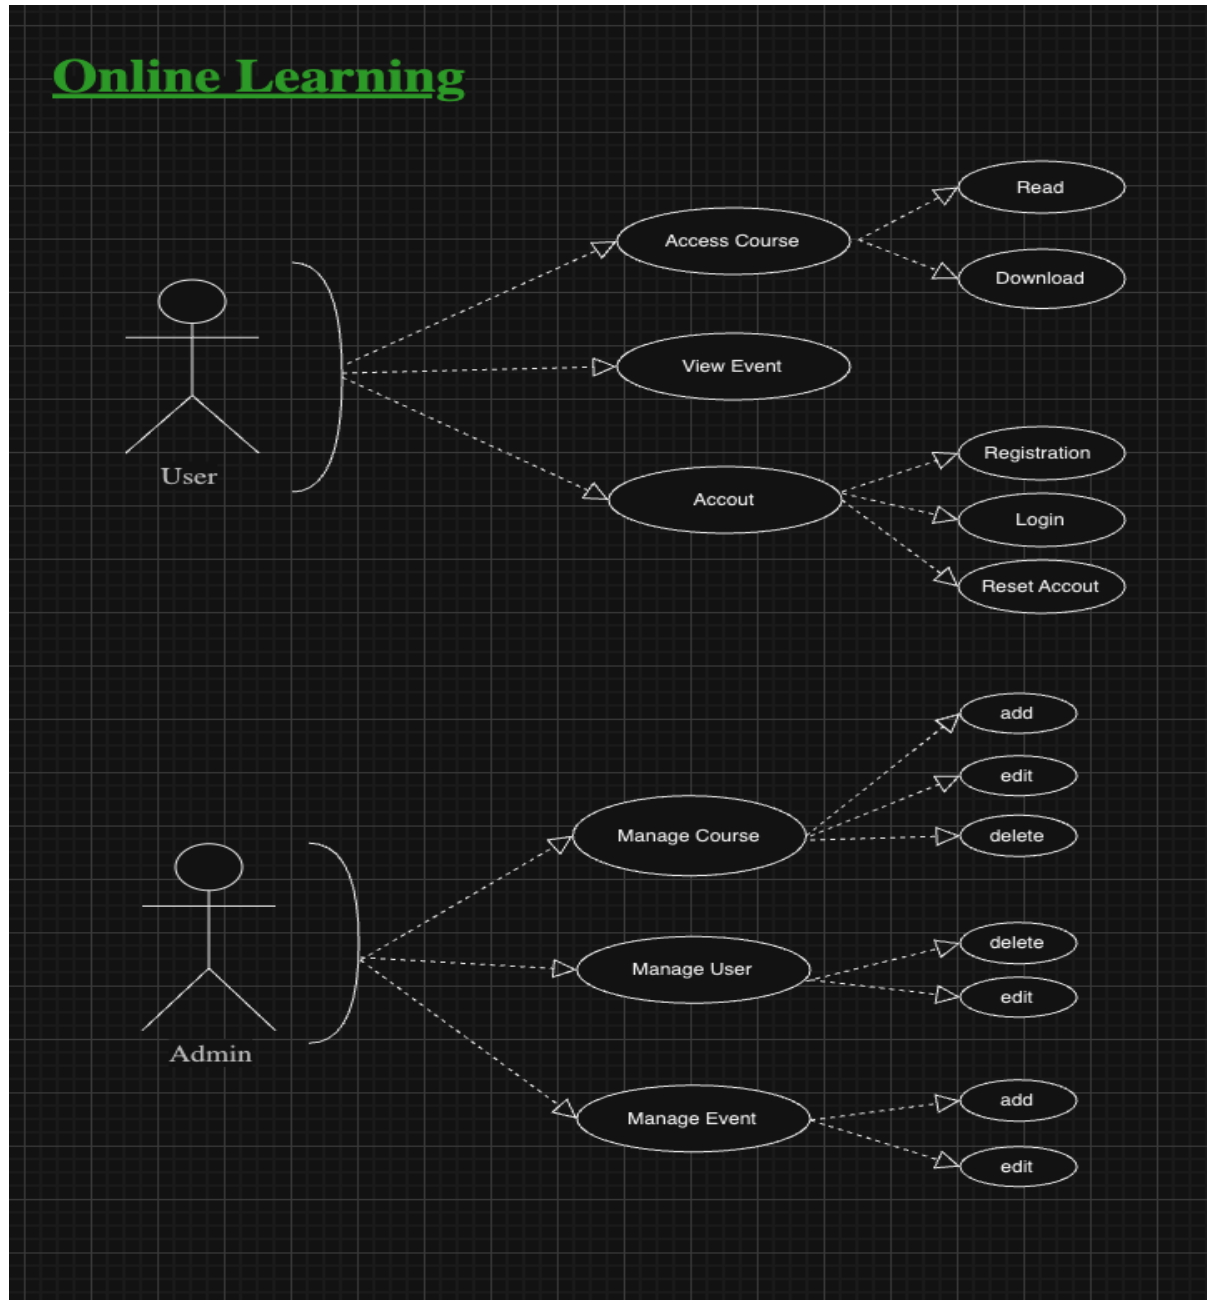 Online Learning
Read
Access Course
Download
View Event
User
Registration
Accout
Login
Reset Accout
add
edit
Manage Course
delete
delete
Manage User
edit
Admin
add
Manage Event
edit